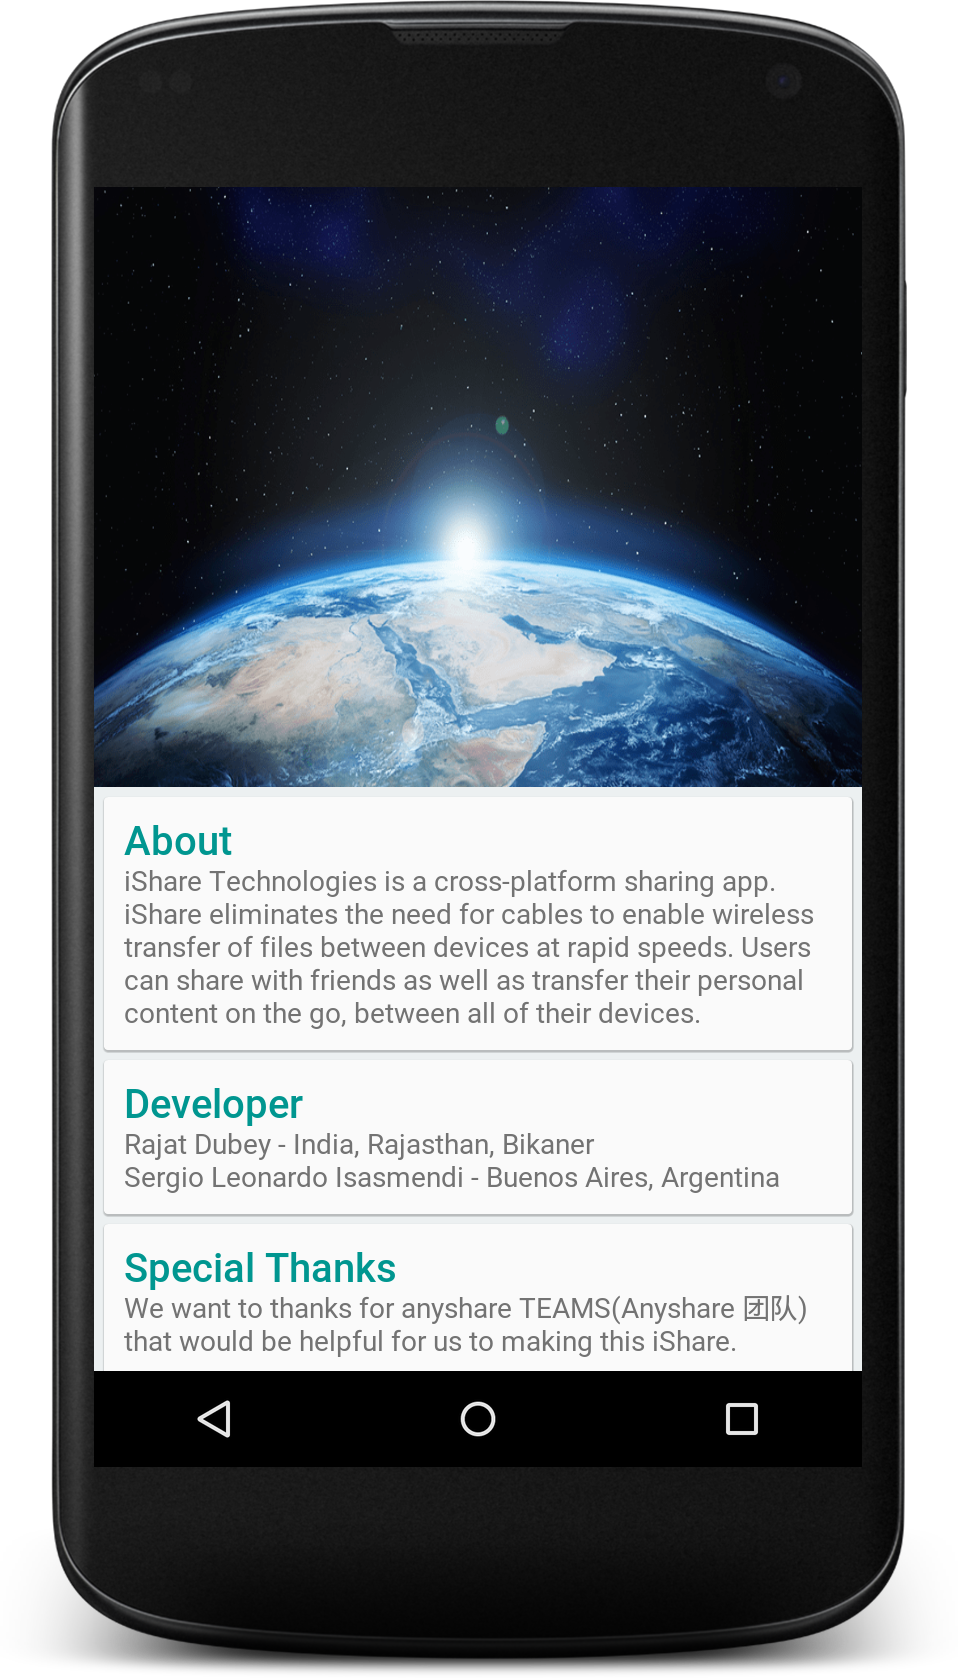 About
iShare Technologies is a cross-platform sharing app.
iShare eliminates the need for cables to enable wireless
transfer of files between devices at rapid speeds. Users
can share with friends as well as transfer their personal
content on the go, between all of their devices.
Developer
Rajat Dubey - India, Rajasthan, Bikaner
Sergio Leonardo Isasmendi - Buenos Aires, Argentina
Special Thanks
We want to thanks for anyshare TEAMS(Anyshare 团队)
that would be helpful for us to making this iShare.